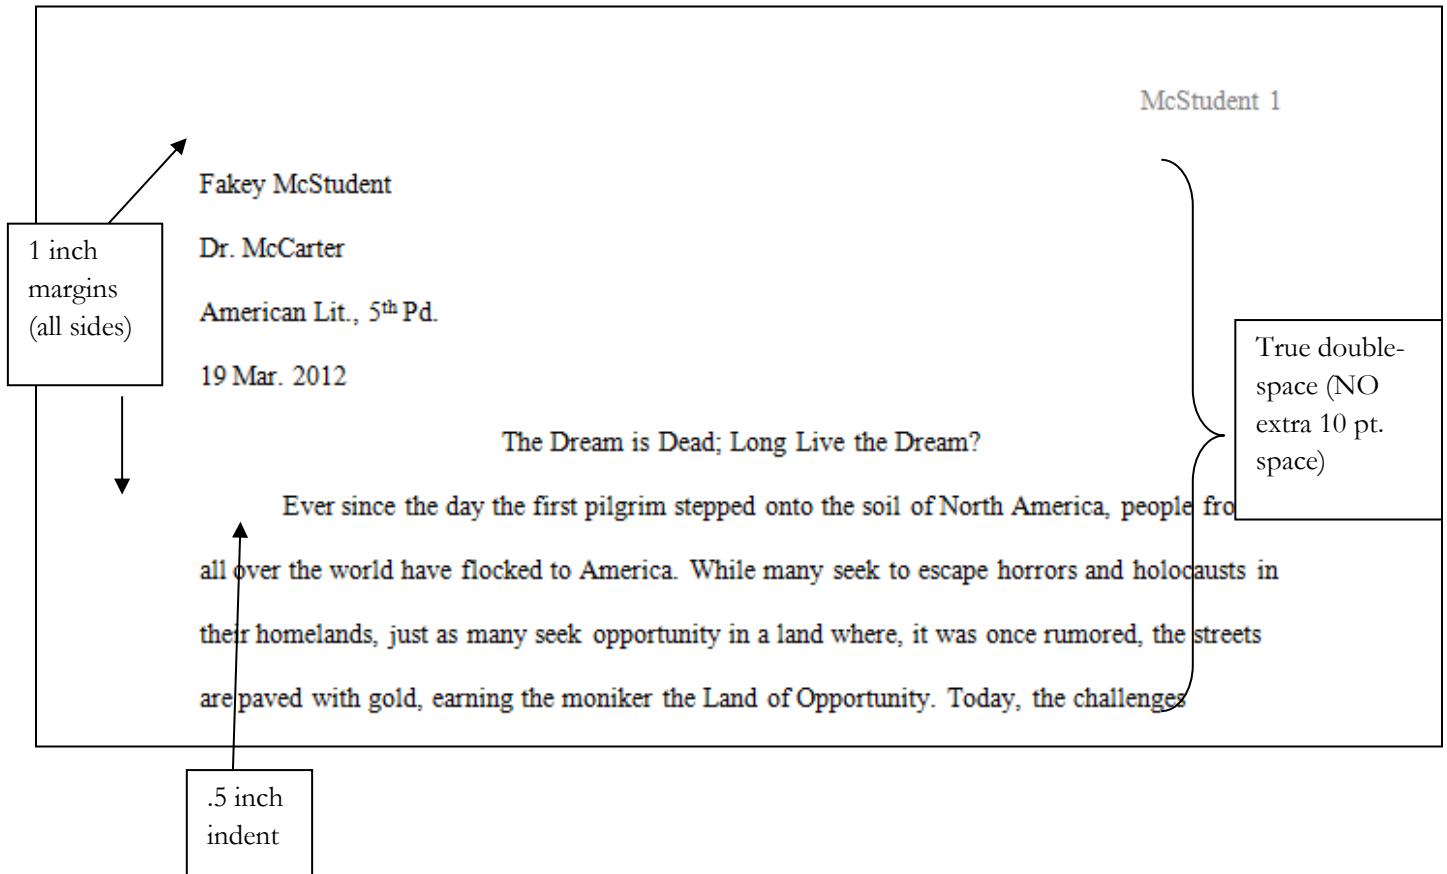 McStudent 1
Fakey McStudent
Dr. McCarter
American Lit., 5th Pd.
19 Mar. 2012
The Dream is Dead; Long Live the Dream?
Ever since the day the first pilgrim stepped onto the soil of North America, people fro
all over the world have flocked to America. While many seek to escape horrors and holocausts in
their homelands, just as many seek opportunity in a land where, it was once rumored, the streets
are paved with gold, earning the moniker the Land of Opportunity. Today, the challenges
1 inch
margins
(all sides)
True double-
space (NO
extra 10 pt.
space)
.5 inch
indent